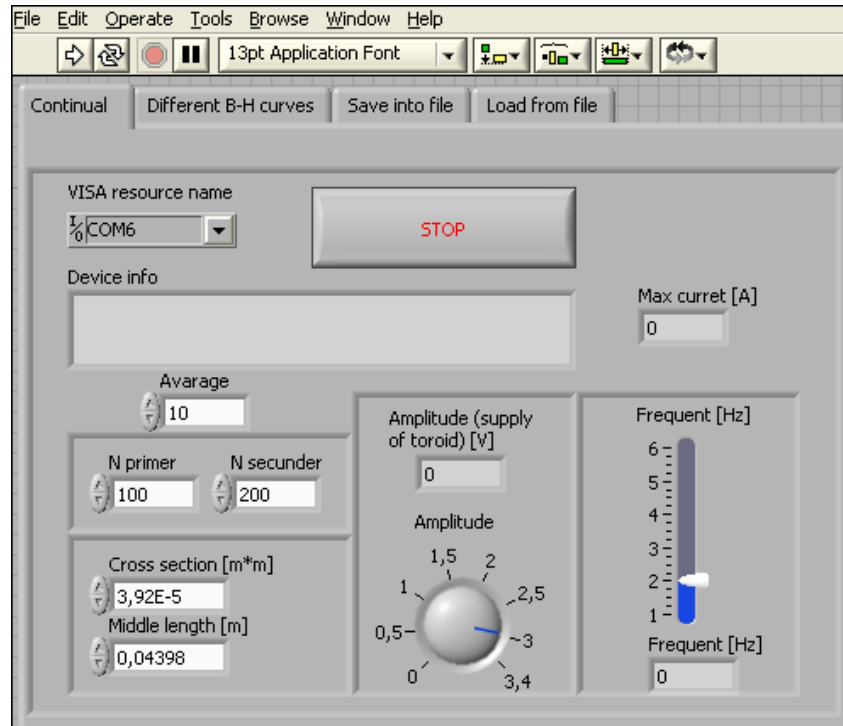 File Edit Operate Tools Browse Window Help
13pt Application Font
Continual Different B-H curves Save into file Load from file
VISA resource name
I/O COM6
STOP
Device info
Max curret [A]
0
Avarage
10
N primer N secunder
100 200
Cross section [m*m]
3,92E-5
Middle length [m]
0,04398
Amplitude (supply
of toroid) [V]
0
Amplitude
0 0,5 1 1,5 2 2,5 3 3,4
Frequent [Hz]
6
5
4
3
2
1
Frequent [Hz]
0